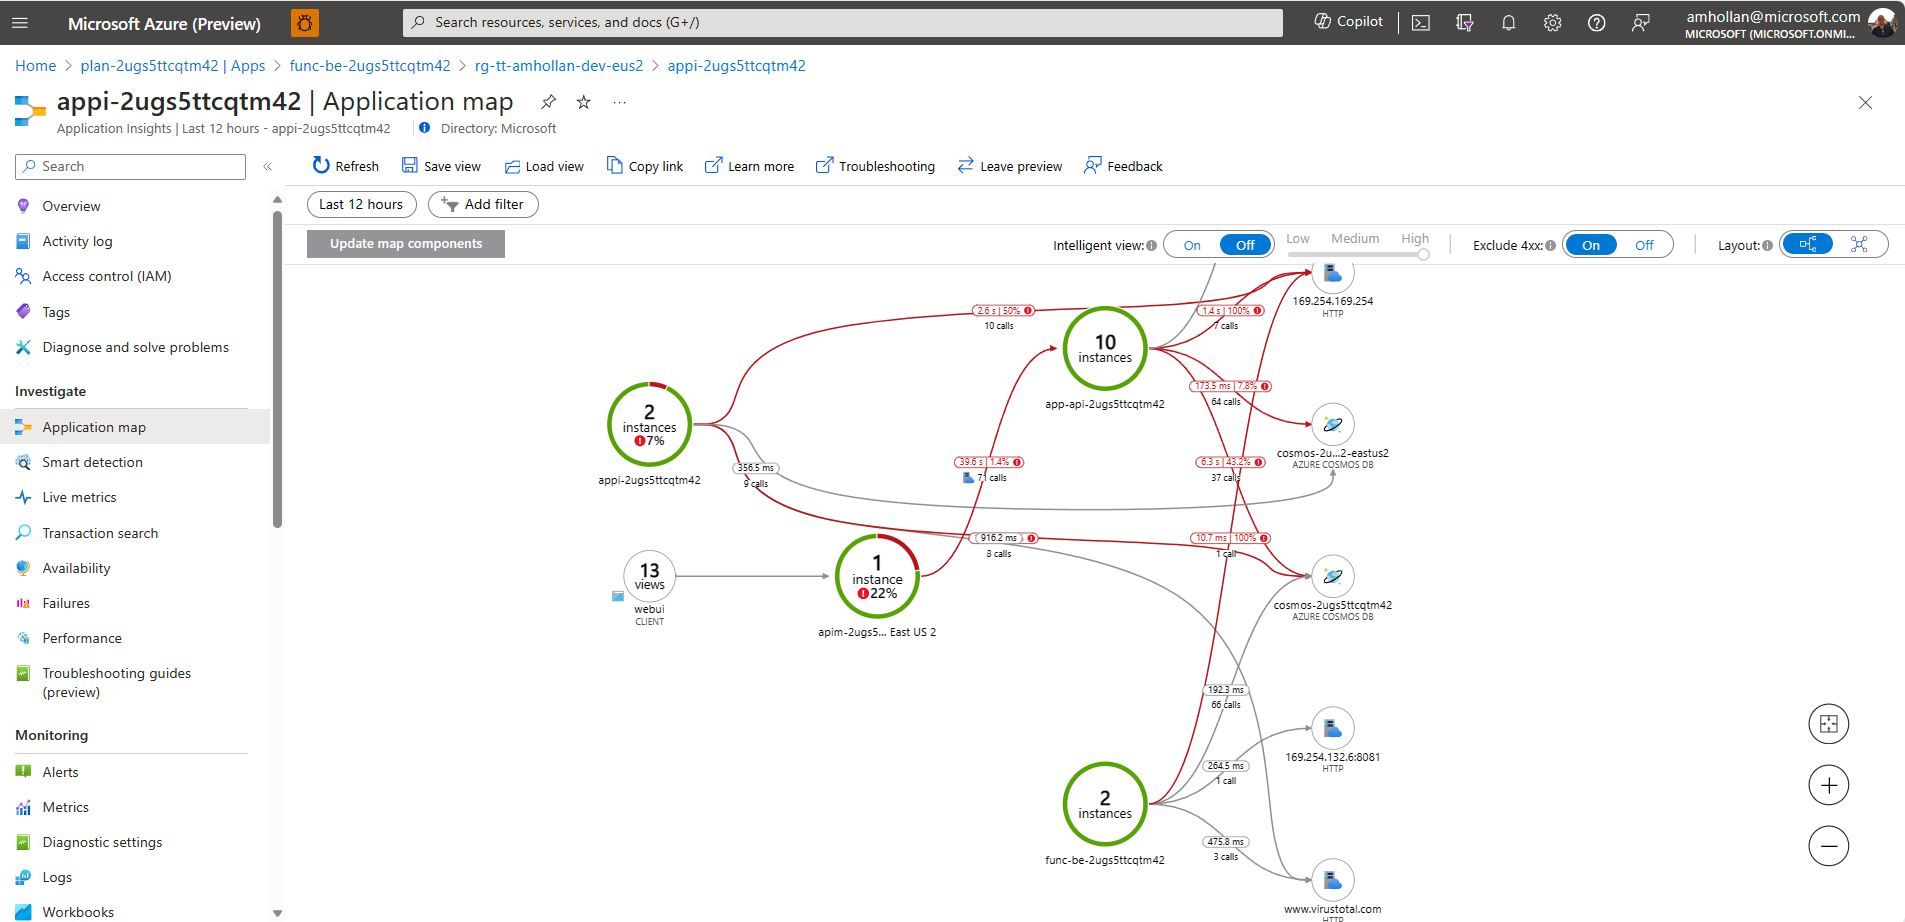 Microsoft Azure (Preview)
Search resources, services, and docs (G+/)
Copilot
amhollan@microsoft.com
MICROSOFT (MICROSOFT.ONMI...
Home > plan-2ugs5ttcqtm42 | Apps > func-be-2ugs5ttcqtm42 > rg-tt-amhollan-dev-eus2 > appi-2ugs5ttcqtm42
appi-2ugs5ttcqtm42 | Application map
Application Insights | Last 12 hours - appi-2ugs5ttcqtm42
Directory: Microsoft
Search
Refresh
Save view
Load view
Copy link
Learn more
Troubleshooting
Leave preview
Feedback
Last 12 hours
Add filter
Update map components
Intelligent view:
On
Off
Low
Medium
High
Exclude 4xx:
On
Off
Layout:
Overview
Activity log
Access control (IAM)
Tags
Diagnose and solve problems
Investigate
Application map
Smart detection
Live metrics
Transaction search
Availability
Failures
Performance
Troubleshooting guides
(preview)
Monitoring
Alerts
Metrics
Diagnostic settings
Logs
Workbooks
2.6 s | 50%
10 calls
10
instances
app-api-2ugs5ttcqtm42
1.4 s | 100%
7 calls
169.254.169.254
HTTP
2
instances
7%
appi-2ugs5ttcqtm42
173.5 ms | 7.8%
64 calls
cosmos-2u...2-eastus2
AZURE COSMOS DB
356.5 ms
9 calls
39.6 s | 1.4%
71 calls
6.3 s | 43.2%
37 calls
13
views
webui
CLIENT
1
instance
22%
apim-2ugs5... East US 2
916.2 ms
3 calls
10.7 ms | 100%
1 call
cosmos-2ugs5ttcqtm42
AZURE COSMOS DB
192.3 ms
66 calls
169.254.132.6:8081
HTTP
264.5 ms
1 call
2
instances
func-be-2ugs5ttcqtm42
475.8 ms
3 calls
www.virustotal.com
HTTP